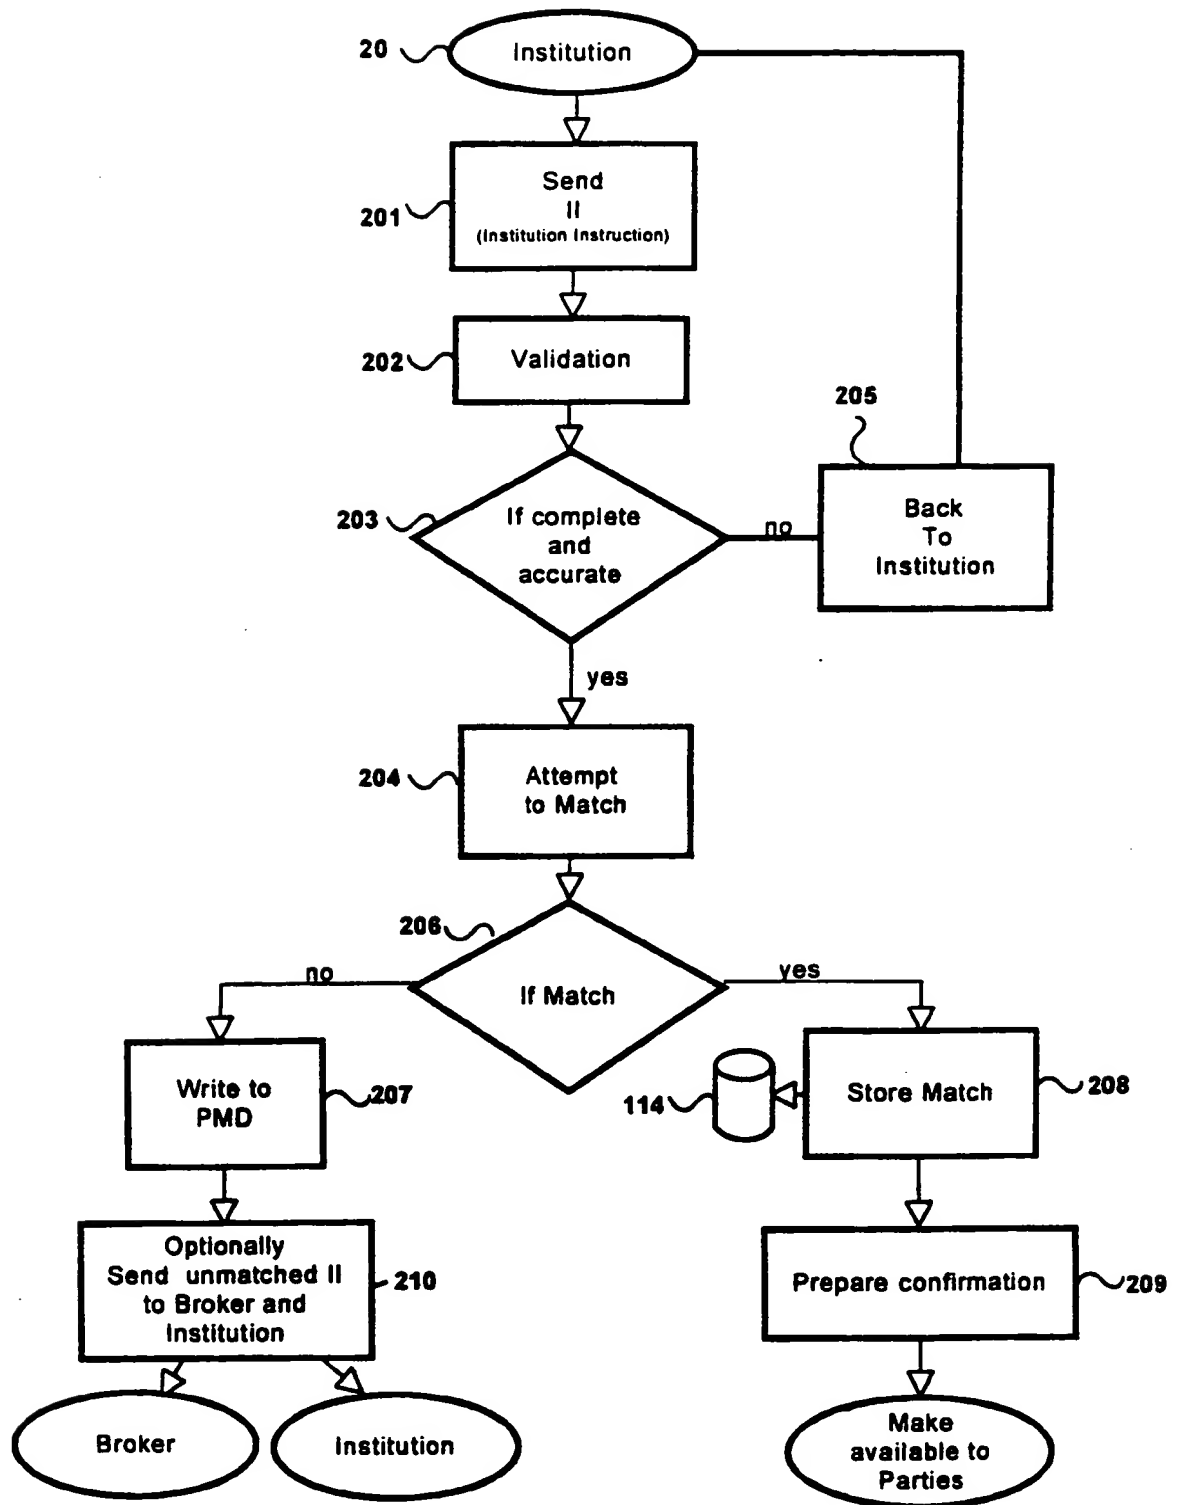 20
Institution
201
Send
II
(Institution Instruction)
202
Validation
203
If complete
and
accurate
no
205
Back
To
Institution
yes
204
Attempt
to Match
206
If Match
no
yes
Write to
PMD
207
114
Store Match
208
Optionally
Send unmatched II
to Broker and
Institution
210
Prepare confirmation
209
Broker
Institution
Make
available to
Parties